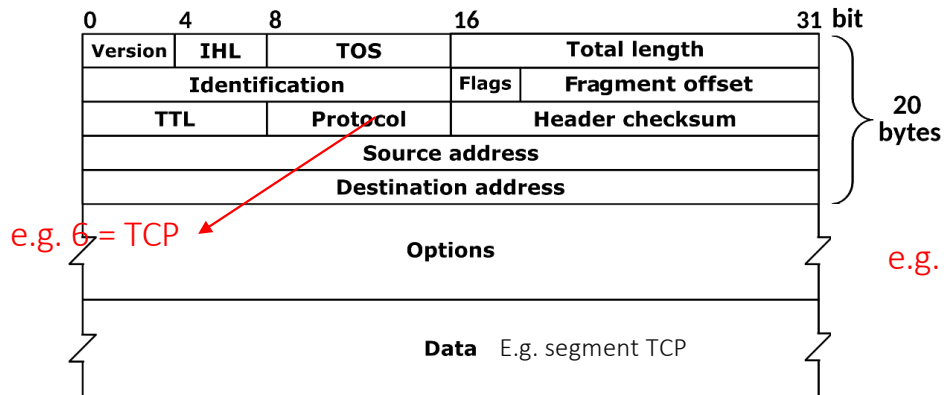 0 4 8 16 31 bit
Version IHL TOS Total length
Identification Flags Fragment offset
20
bytes
TTL Protocol Header checksum
Source address
Destination address
e.g. 6 = TCP
Options
e.g.
Data E.g. segment TCP